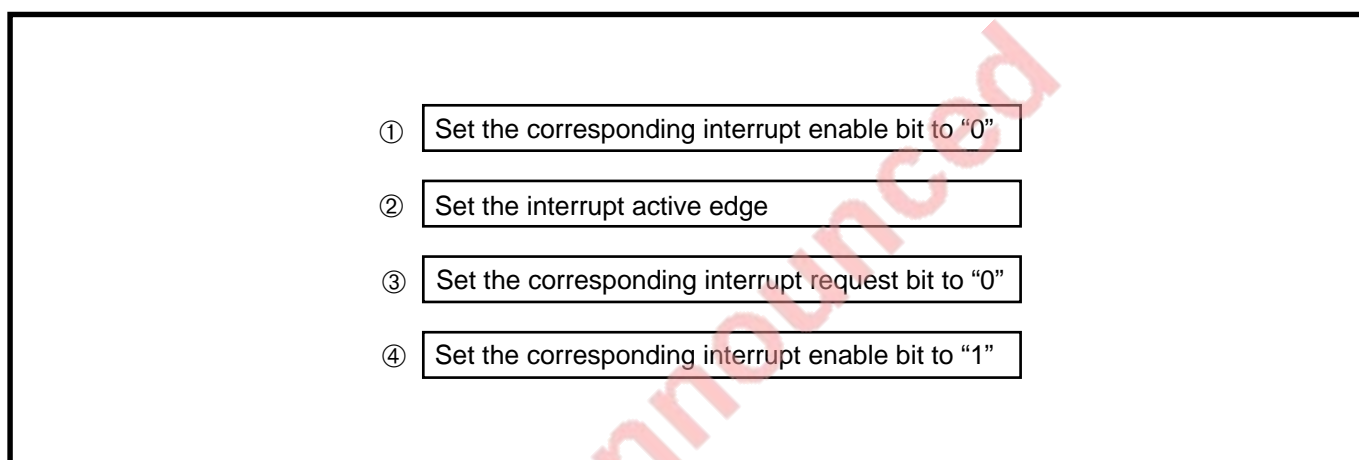 ① Set the corresponding interrupt enable bit to “0”
② Set the interrupt active edge
③ Set the corresponding interrupt request bit to “0”
④ Set the corresponding interrupt enable bit to “1”
nnounced